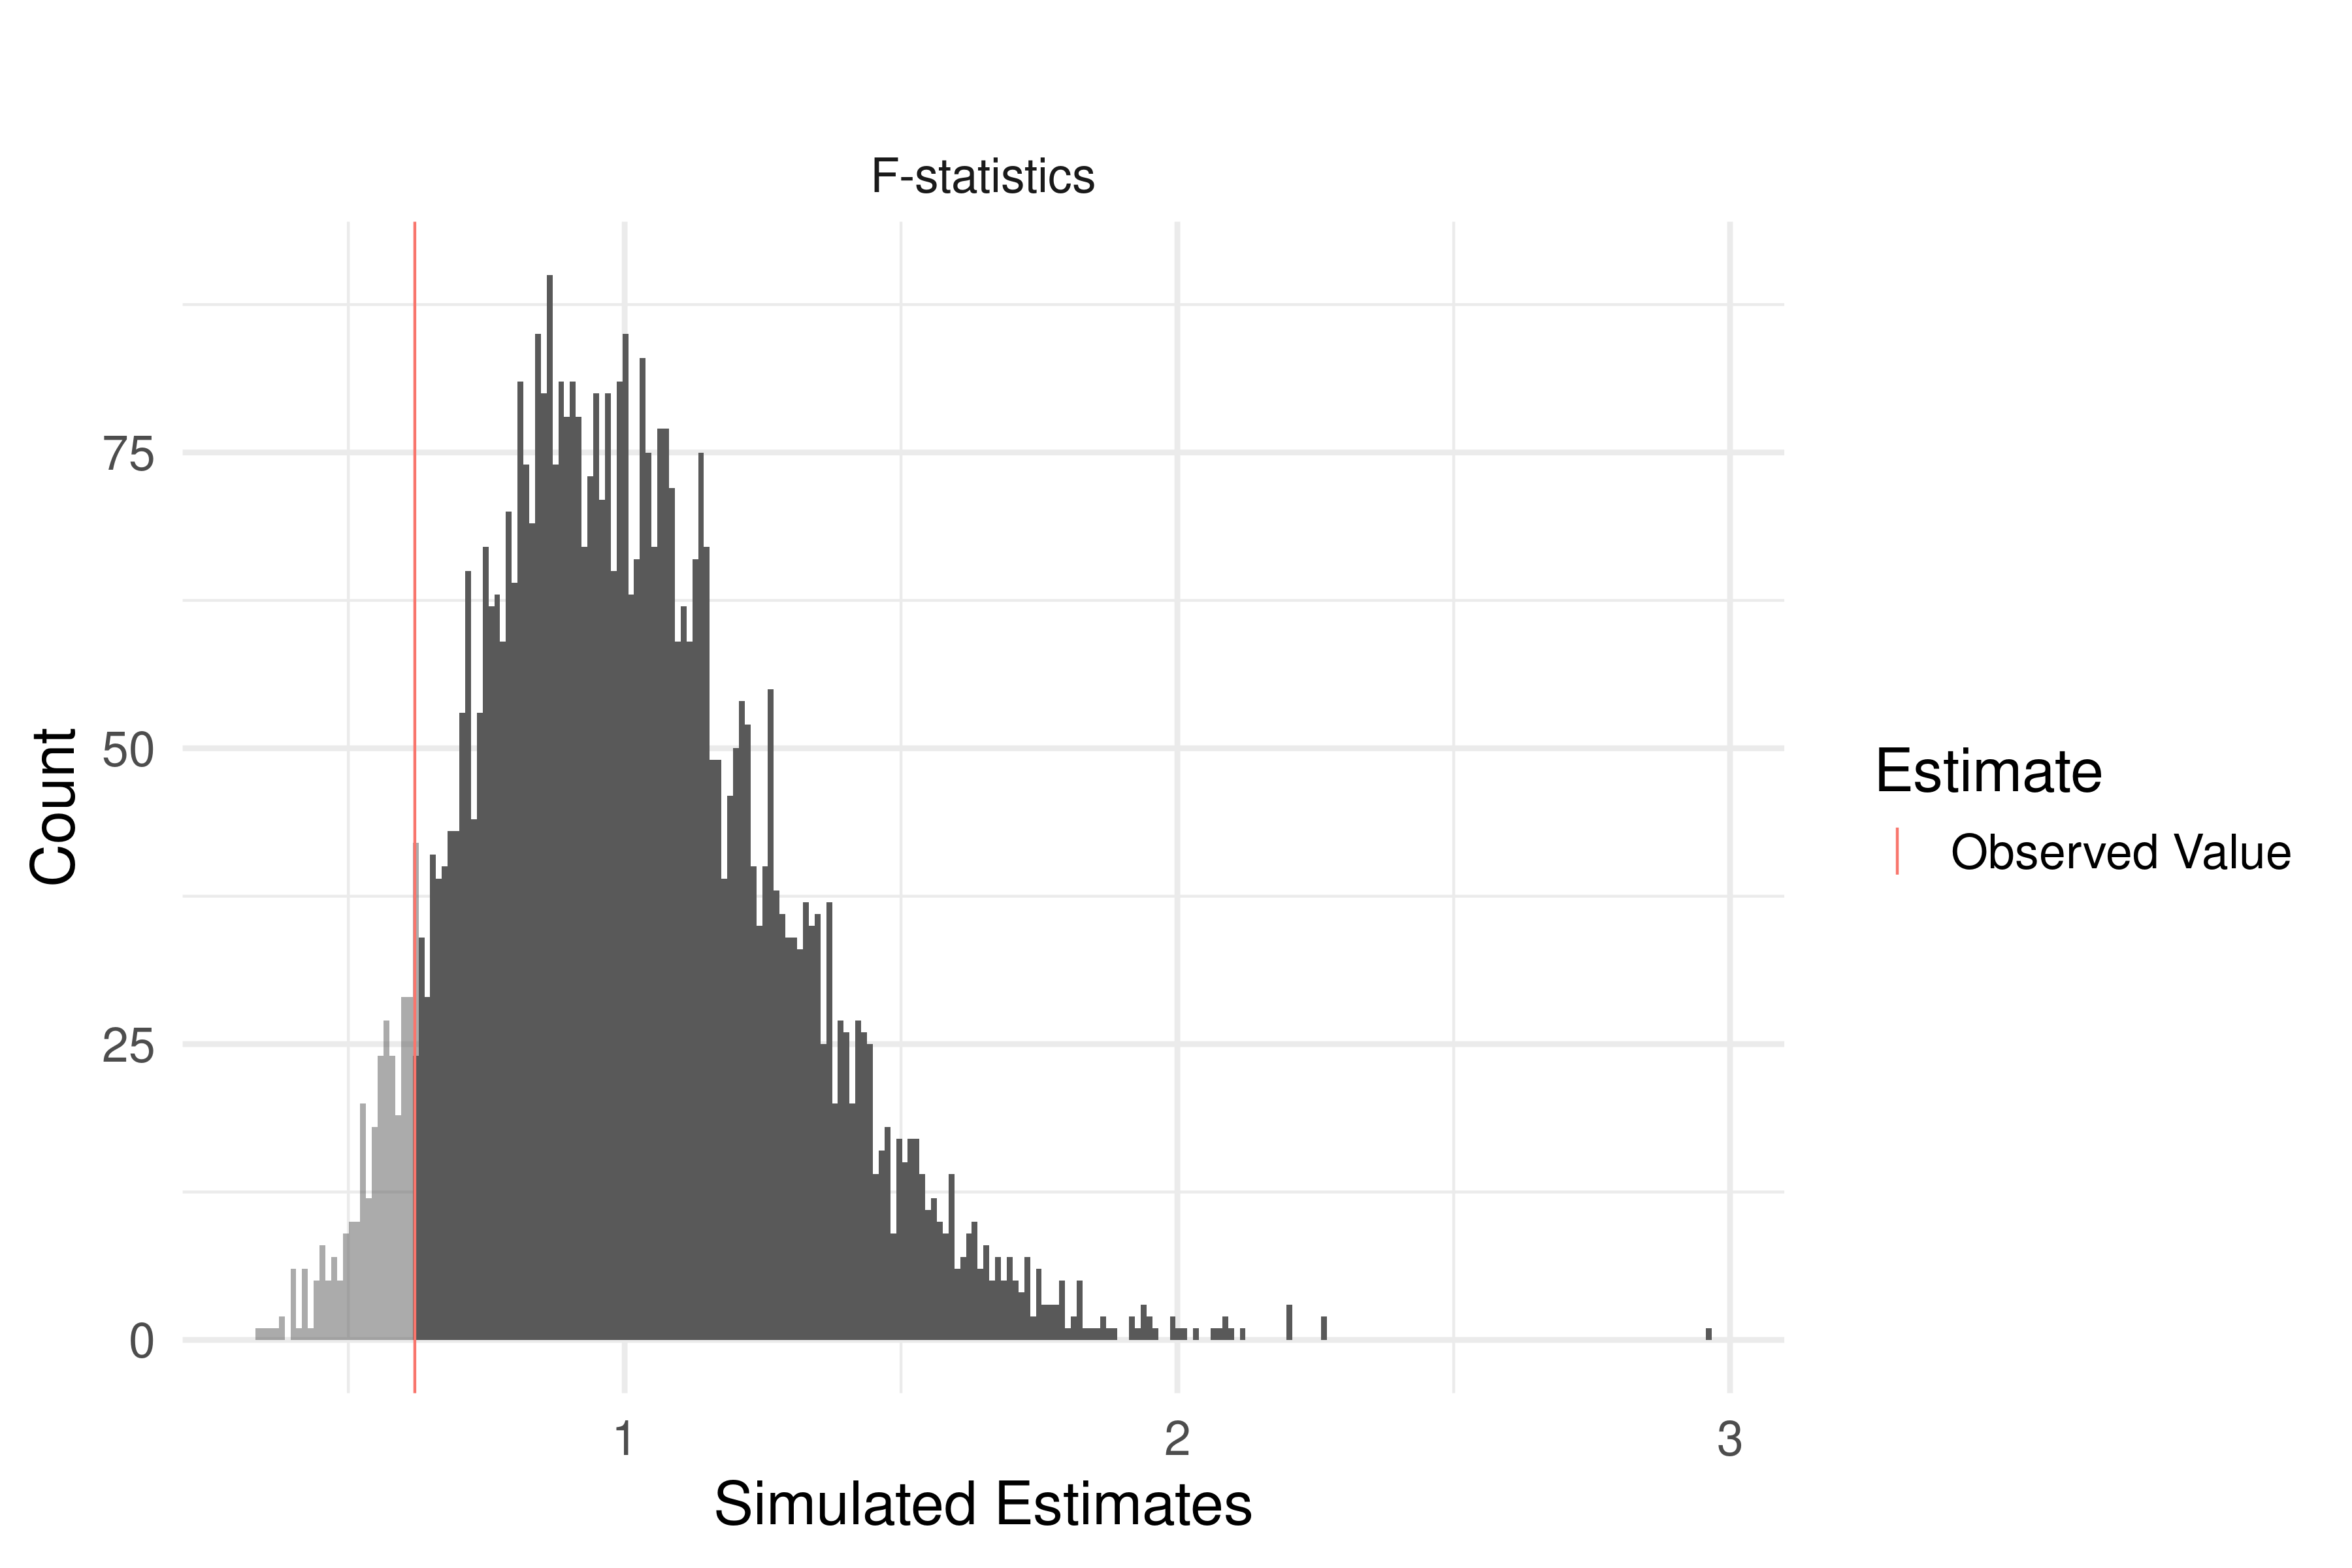 F-statistics
75
50
25
0
Count
1
2
3
Simulated Estimates
Estimate
Observed Value